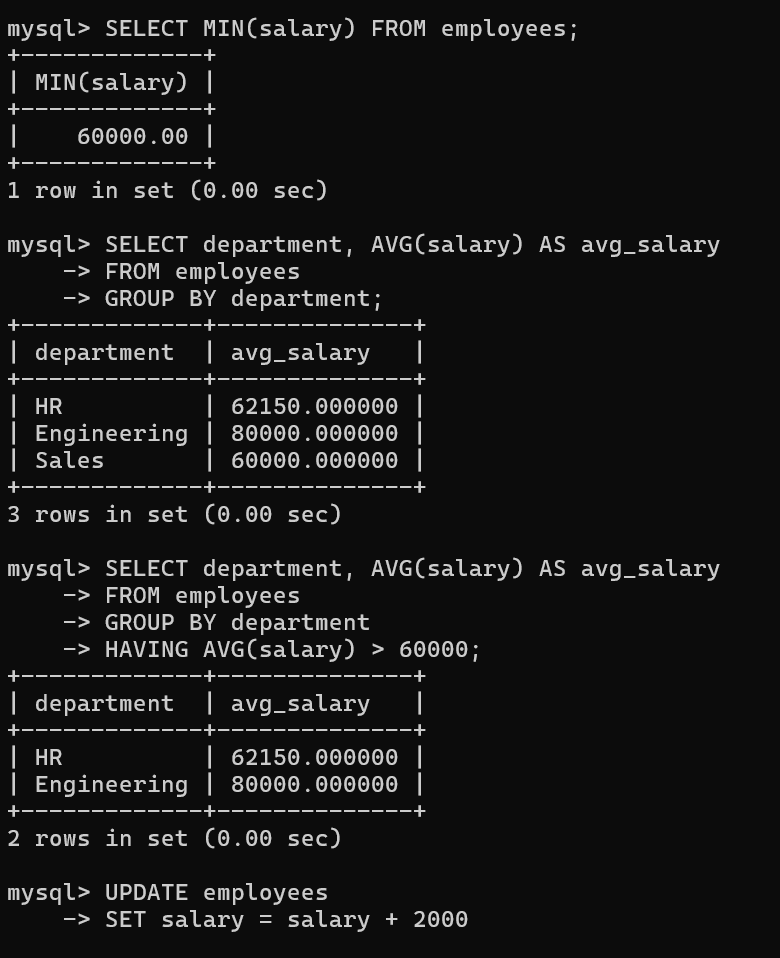 mysql> SELECT MIN(salary) FROM employees;
+-------------+
| MIN(salary) |
+-------------+
|    60000.00 |
+-------------+
1 row in set (0.00 sec)

mysql> SELECT department, AVG(salary) AS avg_salary
    -> FROM employees
    -> GROUP BY department;
+-------------+--------------+
| department  | avg_salary   |
+-------------+--------------+
| HR          | 62150.000000 |
| Engineering | 80000.000000 |
| Sales       | 60000.000000 |
+-------------+--------------+
3 rows in set (0.00 sec)

mysql> SELECT department, AVG(salary) AS avg_salary
    -> FROM employees
    -> GROUP BY department
    -> HAVING AVG(salary) > 60000;
+-------------+--------------+
| department  | avg_salary   |
+-------------+--------------+
| HR          | 62150.000000 |
| Engineering | 80000.000000 |
+-------------+--------------+
2 rows in set (0.00 sec)

mysql> UPDATE employees
    -> SET salary = salary + 2000